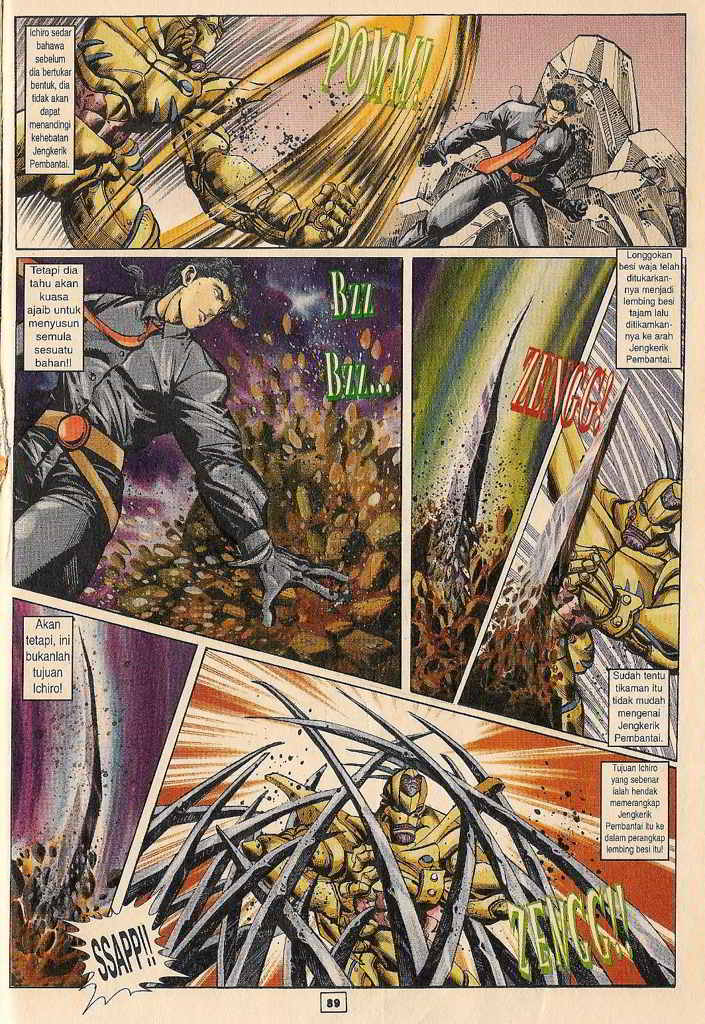 Ichiro sedar
bahawa
sebelum
dia bertukar
bentuk, dia
tidak akan
dapat
menandingi
kehebatan
Jengkerik
Pembantai.
POMM!
Tetapi dia
tahu akan
kuasa
ajaib untuk
menyusun
semula
sesuatu
bahan!!
BZZ
BZZ...
ZENGG!!
Longgokan
besi waja telah
ditukarkan-
nya menjadi
lembing besi
tajam lalu
ditikamkan-
nya ke arah
Jengkerik
Pembantai.
Sudah tentu
tikaman itu
tidak mudah
mengenai
Jengkerik
Pembantai.
Akan
tetapi, ini
bukanlah
tujuan
Ichiro!
SSAPP!!
Tujuan Ichiro
yang sebenar
ialah hendak
memerangkap
Jengkerik
Pembantai itu ke
dalam perangkap
lembing besi itu!
ZENGG!!
89